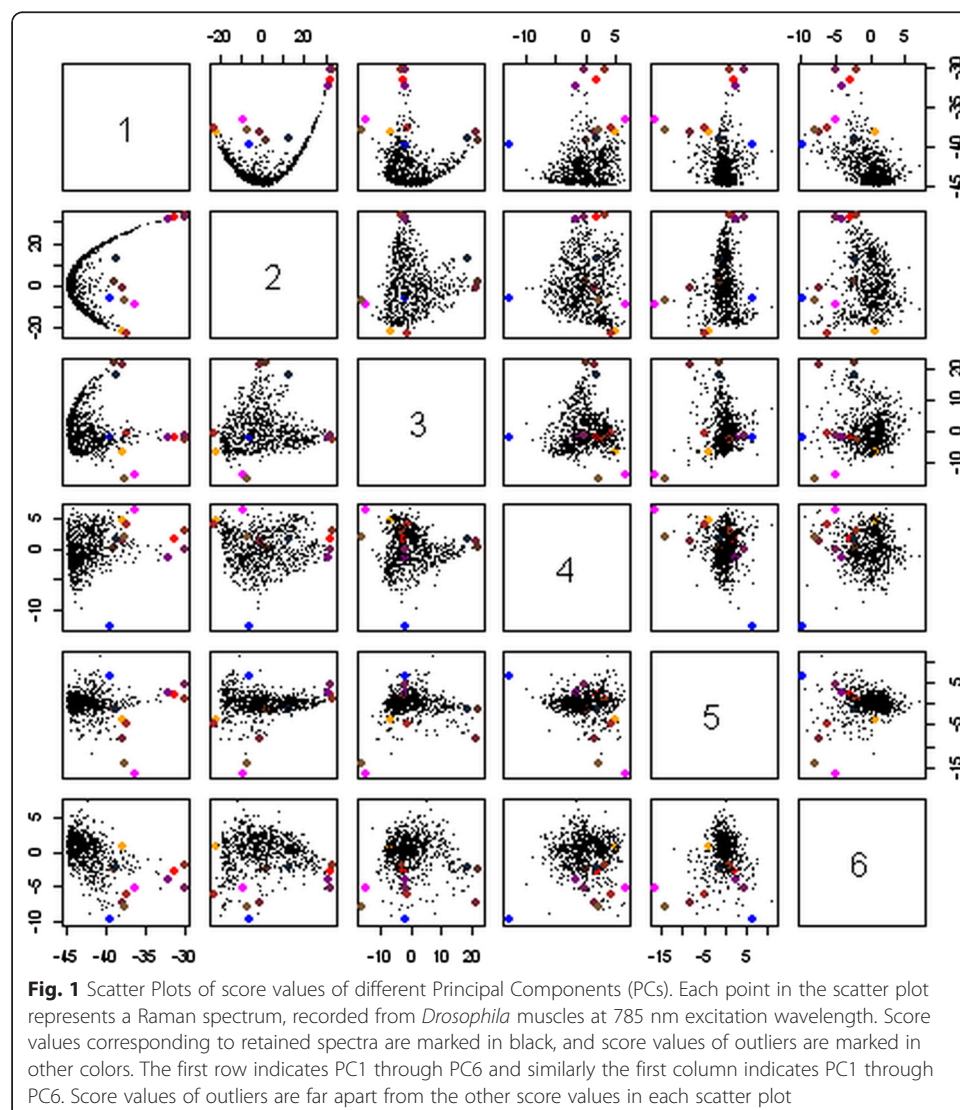 -20 0 20 -10 0 5 -10 -5 0 5
1
-45 -40 -35 -30
-20 0 20
2
3
-10 0 10 20
-10 0 5
4
5
-15 -5 5
-10 -5 0 5
6
-45 -40 -35 -30 -10 0 10 20 -15 -5 5
Fig. 1 Scatter Plots of score values of different Principal Components (PCs). Each point in the scatter plot
represents a Raman spectrum, recorded from Drosophila muscles at 785 nm excitation wavelength. Score
values corresponding to retained spectra are marked in black, and score values of outliers are marked in
other colors. The first row indicates PC1 through PC6 and similarly the first column indicates PC1 through
PC6. Score values of outliers are far apart from the other score values in each scatter plot